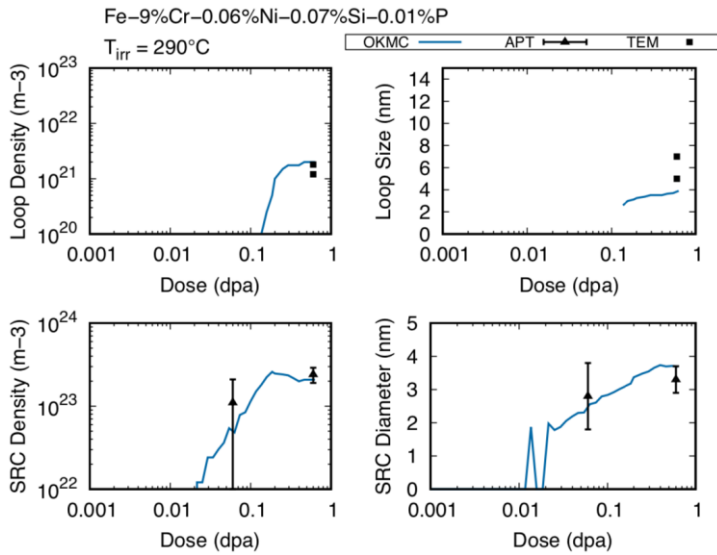 Fe−9%Cr−0.06%Ni−0.07%Si−0.01%P
T_irr = 290°C
OKMC APT TEM
Loop Density (m−3)
10^23
10^22
10^21
10^20
0.001 0.01 0.1 1
Dose (dpa)
Loop Size (nm)
14
12
10
8
6
4
2
0
0.001 0.01 0.1 1
Dose (dpa)
SRC Density (m−3)
10^24
10^23
10^22
0.001 0.01 0.1 1
Dose (dpa)
SRC Diameter (nm)
5
4
3
2
1
0
0.001 0.01 0.1 1
Dose (dpa)